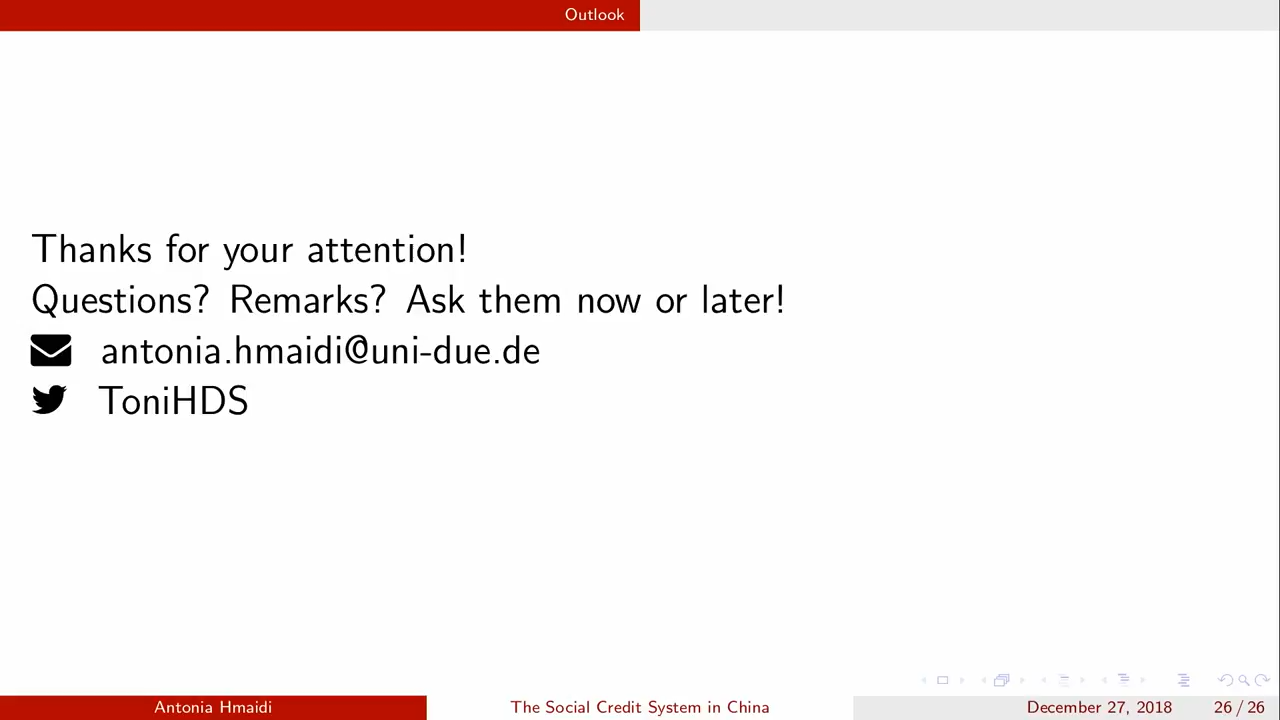 Outlook
Thanks for your attention!
Questions? Remarks? Ask them now or later!
antonia.hmaidi@uni-due.de
ToniHDS
Antonia Hmaidi
The Social Credit System in China
December 27, 2018
26 / 26